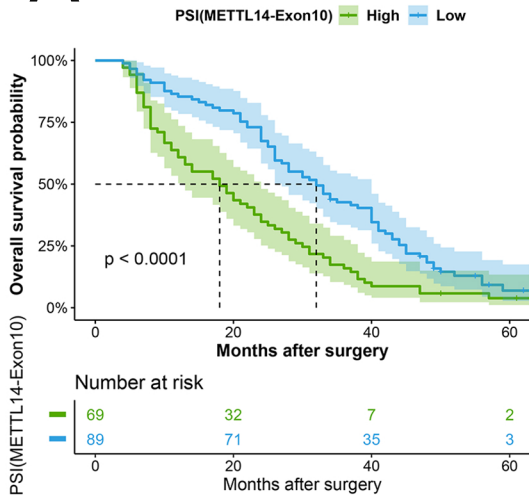 PSI(METTL14-Exon10) High Low
Overall survival probability
100%
75%
50%
25%
0%
p < 0.0001
0 20 40 60
Months after surgery
Number at risk
PSI(METTL14-Exon10)
69 32 7 2
89 71 35 3
0 20 40 60
Months after surgery